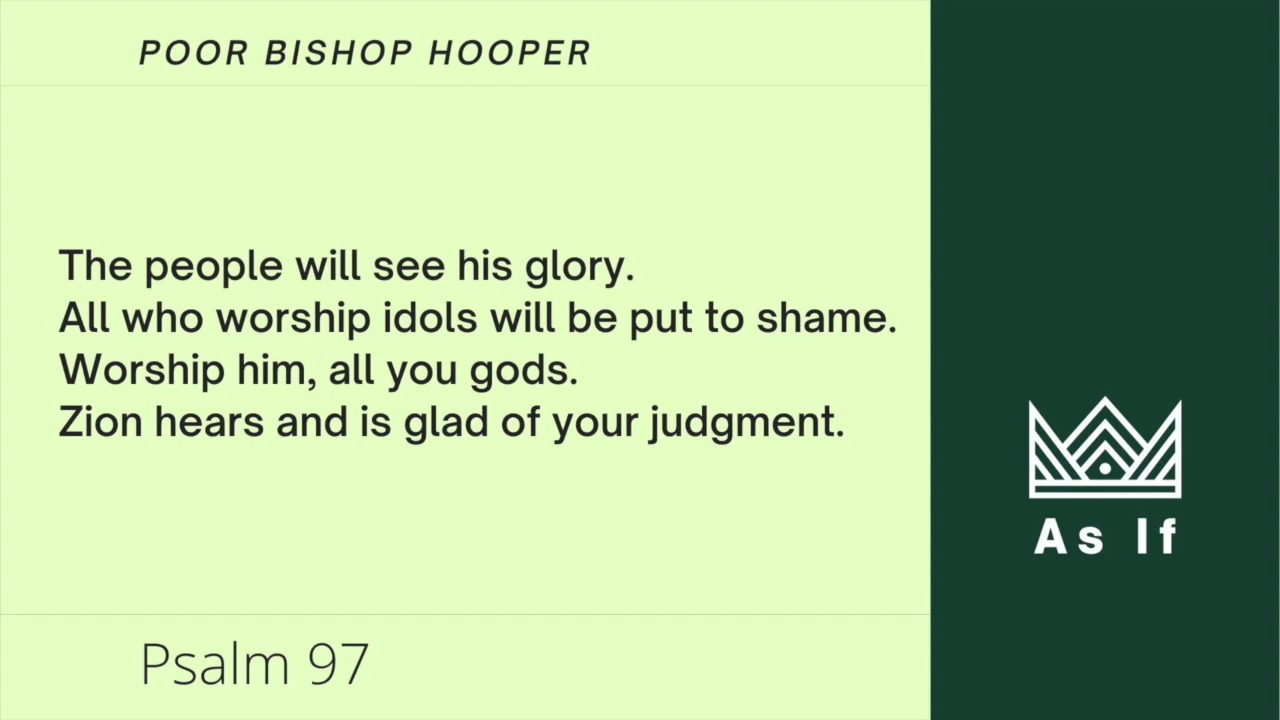 POOR BISHOP HOOPER
The people will see his glory.
All who worship idols will be put to shame.
Worship him, all you gods.
Zion hears and is glad of your judgment.
As If
Psalm 97